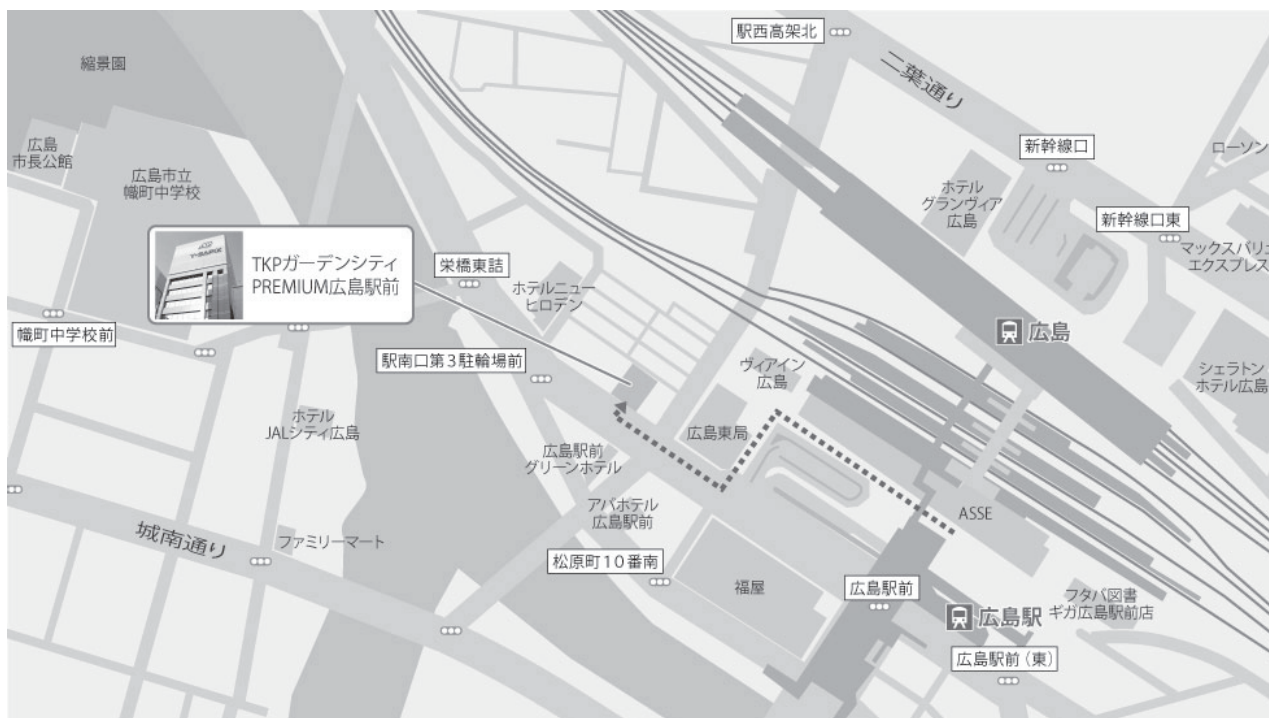 駅西高架北
二葉通り
縮景園
広島
市長公館
広島市立
幟町中学校
新幹線口
ローソン
ホテル
グランヴィア
広島
新幹線口東
マックスバリュ
エクスプレス
TKPガーデンシティ
PREMIUM広島駅前
栄橋東詰
ホテルニュー
ヒロデン
幟町中学校前
広島
駅南口第3駐輪場前
ヴィアイン
広島
シェラトン
ホテル広島
ホテル
JALシティ広島
広島東局
広島駅前
グリーンホテル
アパホテル
広島駅前
ASSE
城南通り
ファミリーマート
松原町10番南
福屋
広島駅前
フタバ図書
ギガ広島駅前店
広島駅
広島駅前(東)